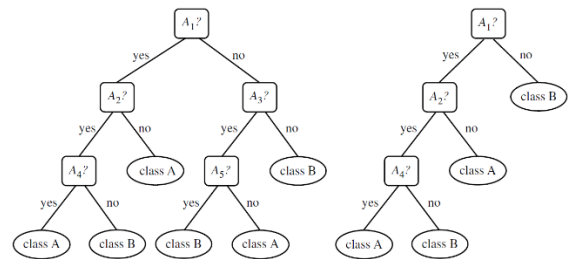 A1?
A1?
yes
no
yes
no
A2?
A3?
A2?
class B
yes
no
yes
no
yes
no
A4?
class A
A5?
class B
A4?
class A
yes
no
yes
no
yes
no
class A
class B
class B
class A
class A
class B